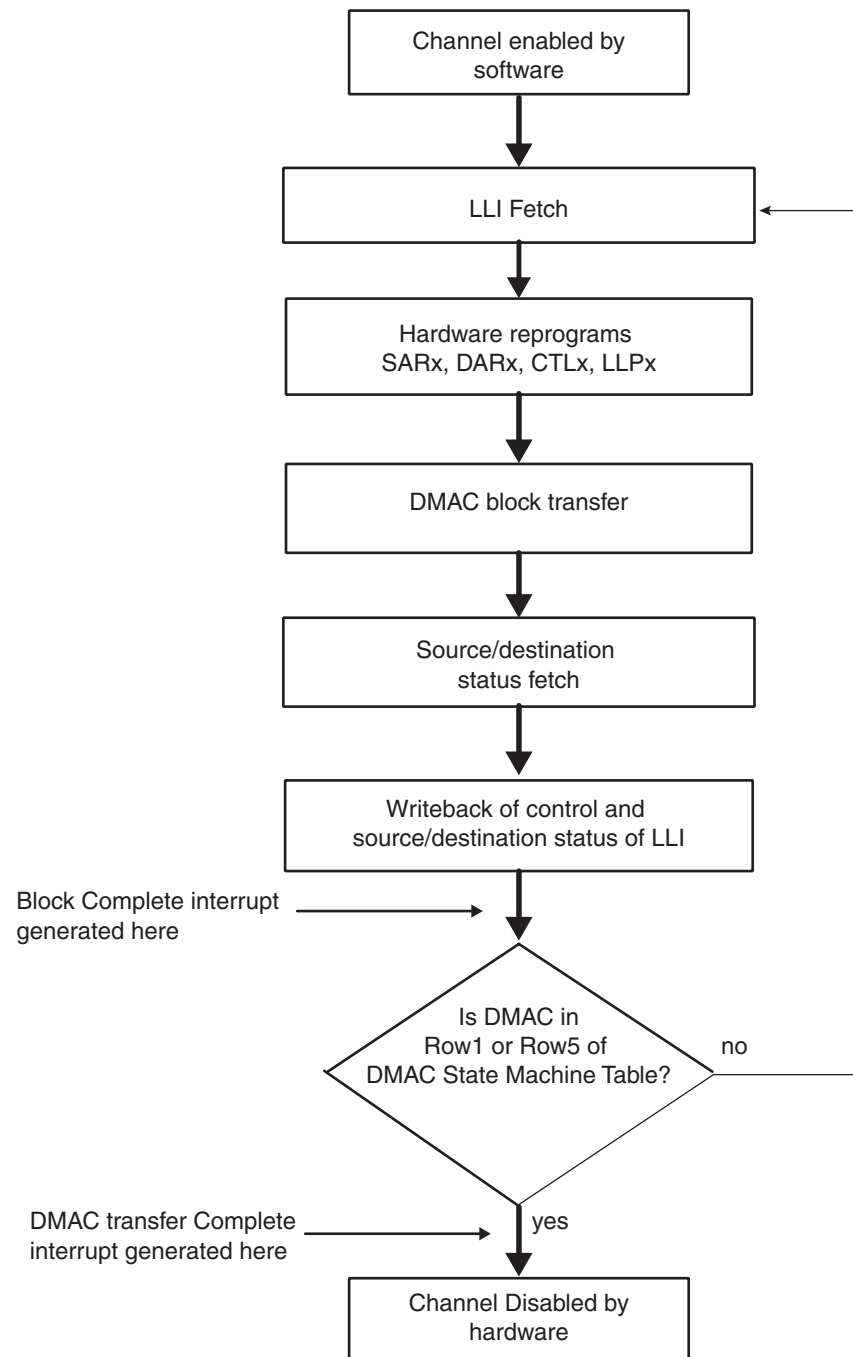 Channel enabled by
software
LLI Fetch
Hardware reprograms
SARx, DARx, CTLx, LLPx
DMAC block transfer
Source/destination
status fetch
Writeback of control and
source/destination status of LLI
Block Complete interrupt
generated here
Is DMAC in
Row1 or Row5 of
DMAC State Machine Table?
no
DMAC transfer Complete
interrupt generated here
yes
Channel Disabled by
hardware